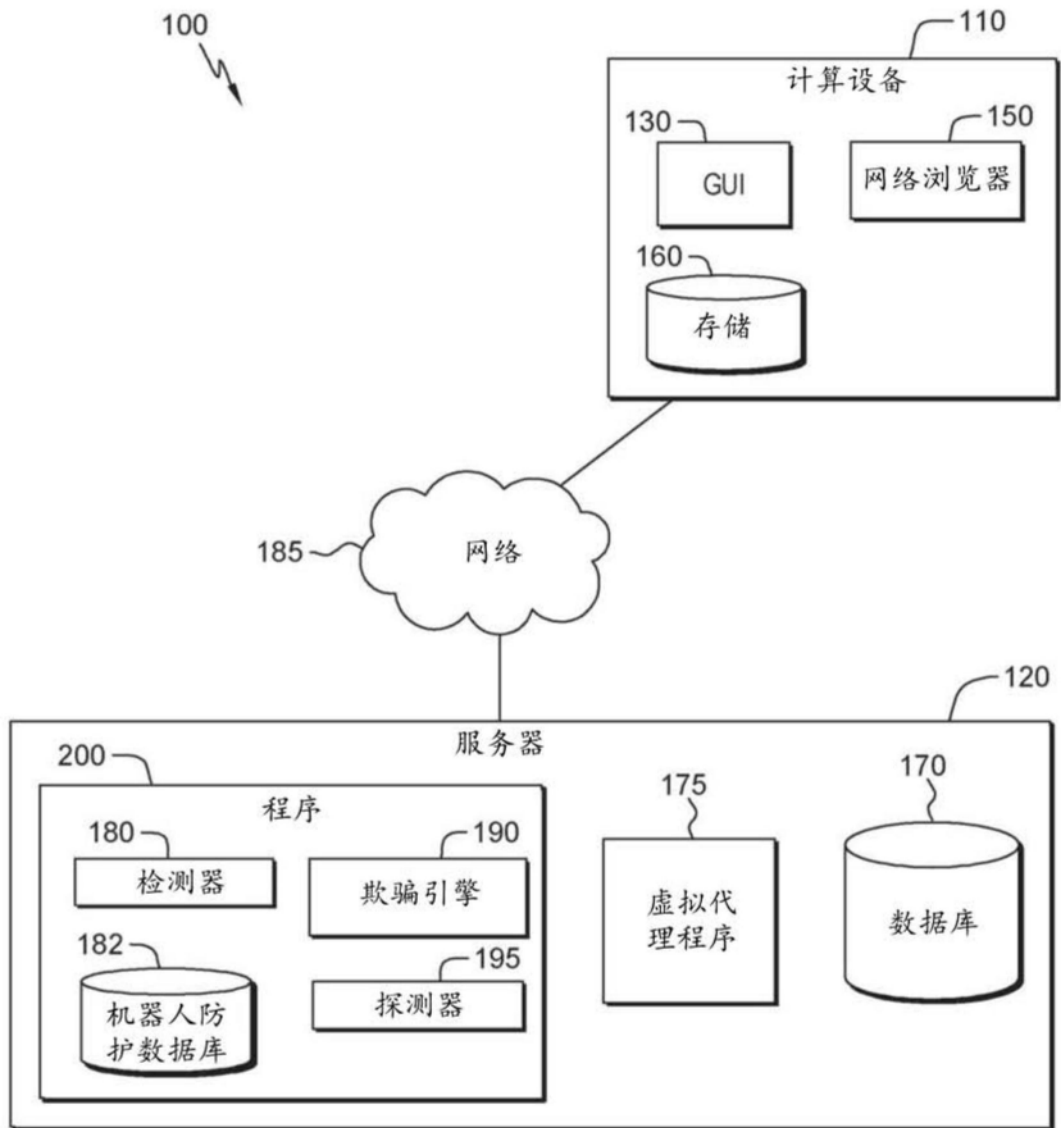 100
110
计算设备
130
150
GUI
网络浏览器
160
存储
185
网络
120
服务器
200
程序
175
170
180
190
检测器
欺骗引擎
虚拟代
理程序
数据库
182
195
机器人防
护数据库
探测器